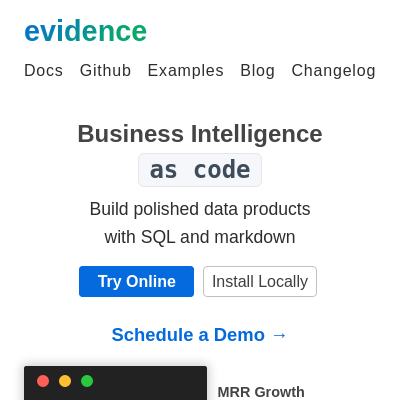 evidence
Docs Github Examples Blog Changelog
Business Intelligence
as code
Build polished data products
with SQL and markdown
Try Online Install Locally
Schedule a Demo →
MRR Growth